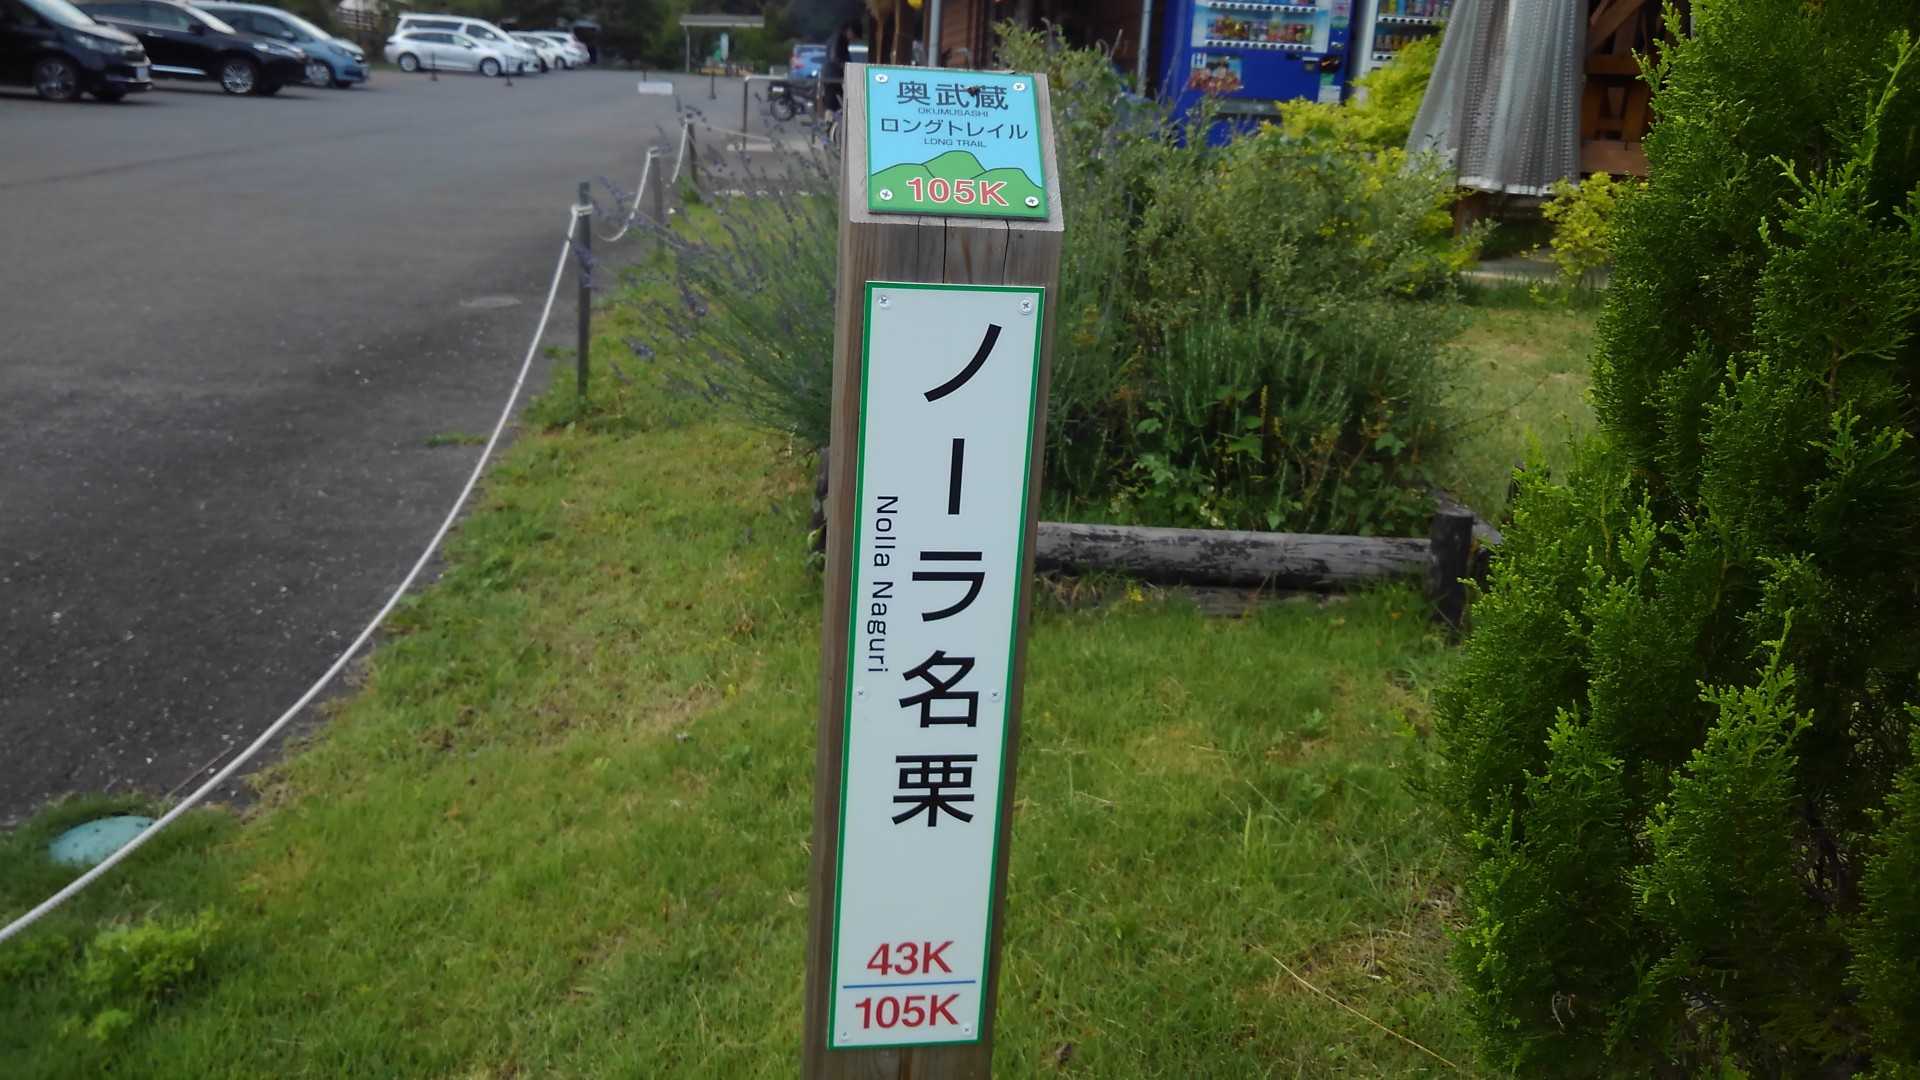 奥武蔵
OKUMUSASHI
ロングトレイル
LONG TRAIL
105K
ノーラ名栗
Nolla Naguri
43K
105K